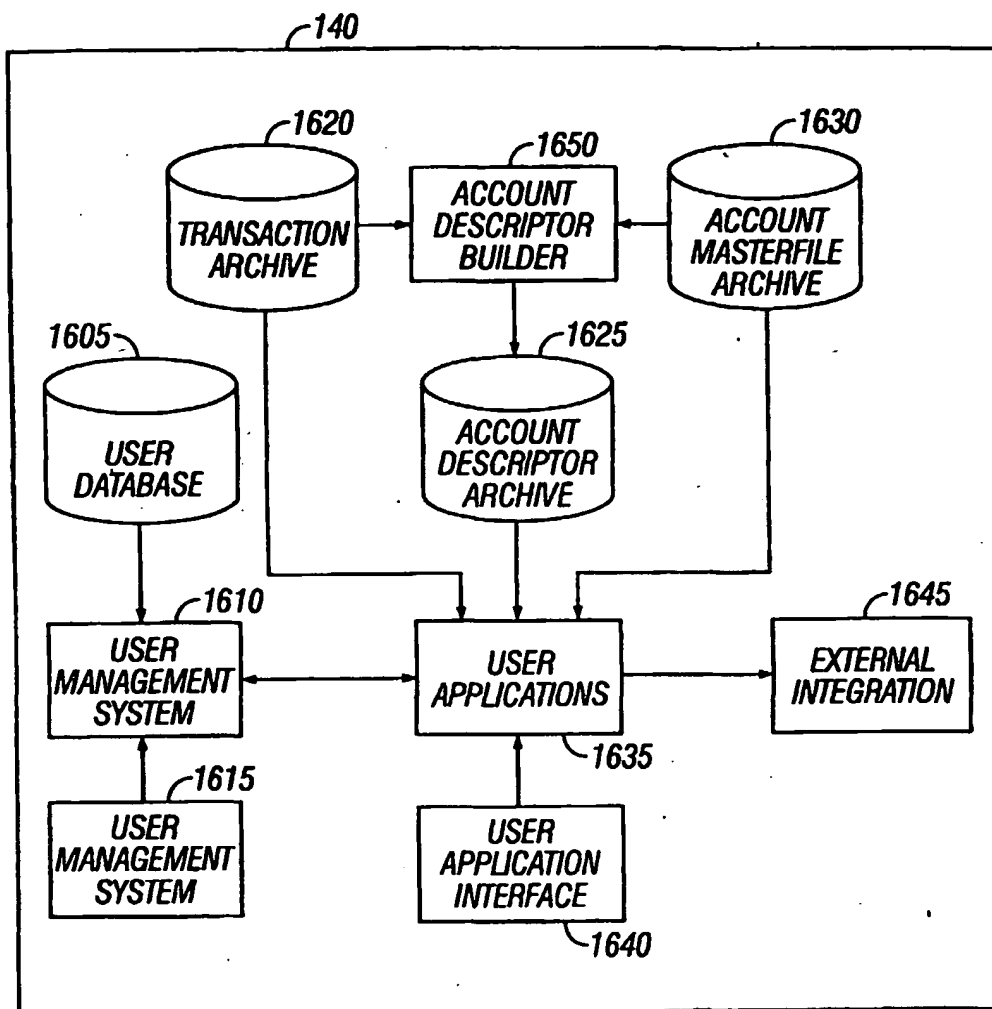 140
1620
1650
1630
TRANSACTION
ARCHIVE
ACCOUNT
DESCRIPTOR
BUILDER
ACCOUNT
MASTERFILE
ARCHIVE
1605
1625
USER
DATABASE
ACCOUNT
DESCRIPTOR
ARCHIVE
1610
1645
USER
MANAGEMENT
SYSTEM
USER
APPLICATIONS
EXTERNAL
INTEGRATION
1635
1615
USER
MANAGEMENT
SYSTEM
USER
APPLICATION
INTERFACE
1640